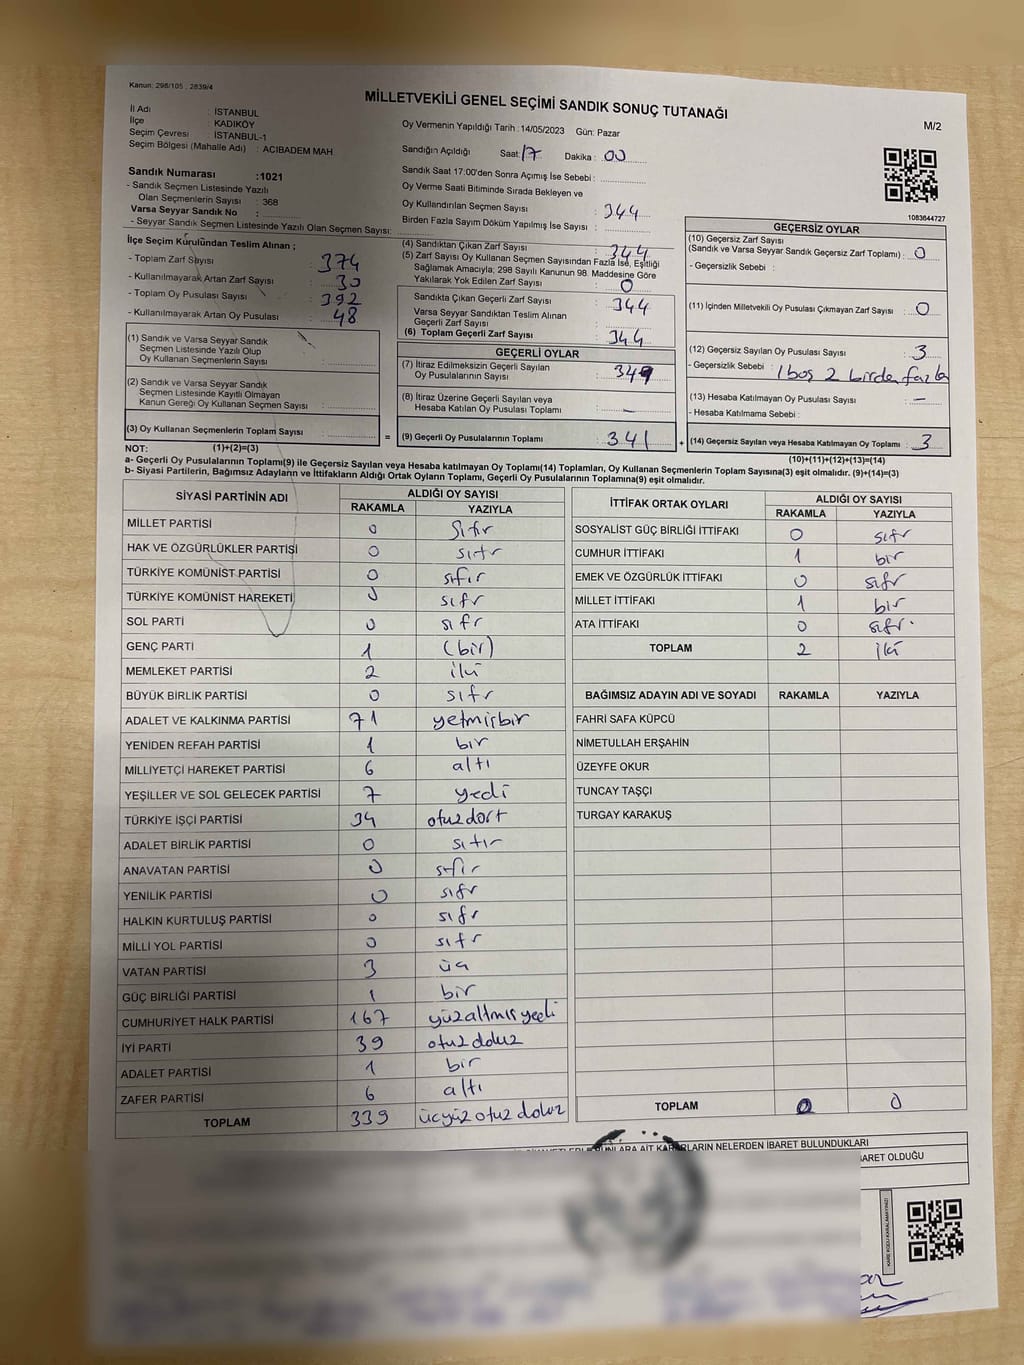 Kanun: 298/105 , 2839/4
MİLLETVEKİLİ GENEL SEÇİMİ SANDIK SONUÇ TUTANAĞI
M/2
İl Adı : İSTANBUL
İlçe : KADIKÖY
Seçim Çevresi : İSTANBUL-1
Seçim Bölgesi (Mahalle Adı) : ACIBADEM MAH
Sandık Numarası :1021
- Sandık Seçmen Listesinde Yazılı
Olan Seçmenlerin Sayısı : 368
Varsa Seyyar Sandık No :
- Seyyar Sandık Seçmen Listesinde Yazılı Olan Seçmen Sayısı:
Oy Vermenin Yapıldığı Tarih : 14/05/2023 Gün: Pazar
Sandığın Açıldığı Saat: 17 Dakika : 00
Sandık Saat 17:00'den Sonra Açımış İse Sebebi :
Oy Verme Saati Bitiminde Sırada Bekleyen ve
Oy Kullandırılan Seçmen Sayısı : 344
Birden Fazla Sayım Döküm Yapılmış İse Sayısı :
1083644727
İlçe Seçim Kurulundan Teslim Alınan ;
- Toplam Zarf Sayısı : 374
- Kullanılmayarak Artan Zarf Sayısı : 30
- Toplam Oy Pusulası Sayısı : 392
- Kullanılmayarak Artan Oy Pusulası : 48
(1) Sandık ve Varsa Seyyar Sandık
Seçmen Listesinde Yazılı Olup
Oy Kullanan Seçmenlerin Sayısı :
(2) Sandık ve Varsa Seyyar Sandık
Seçmen Listesinde Kayıtlı Olmayan
Kanun Gereği Oy Kullanan Seçmen Sayısı :
(3) Oy Kullanan Seçmenlerin Toplam Sayısı :
(4) Sandıktan Çıkan Zarf Sayısı : 344
(5) Zarf Sayısı Oy Kullanan Seçmen Sayısından Fazla İse, Eşitliği
Sağlamak Amacıyla; 298 Sayılı Kanunun 98. Maddesine Göre
Yakılarak Yok Edilen Zarf Sayısı : 0
Sandıkta Çıkan Geçerli Zarf Sayısı : 344
Varsa Seyyar Sandıktan Teslim Alınan
Geçerli Zarf Sayısı :
(6) Toplam Geçerli Zarf Sayısı : 344
GEÇERLİ OYLAR
(7) İtiraz Edilmeksizin Geçerli Sayılan
Oy Pusulalarının Sayısı :
(8) İtiraz Üzerine Geçerli Sayılan veya
Hesaba Katılan Oy Pusulası Toplamı : -
= (9) Geçerli Oy Pusulalarının Toplamı : 341 +
GEÇERSİZ OYLAR
(10) Geçersiz Zarf Sayısı
(Sandık ve Varsa Seyyar Sandık Geçersiz Zarf Toplamı) : 0
- Geçersizlik Sebebi :
(11) İçinden Milletvekili Oy Pusulası Çıkmayan Zarf Sayısı : 0
(12) Geçersiz Sayılan Oy Pusulası Sayısı : 3
- Geçersizlik Sebebi : 1 boş 2 birden fazla
(13) Hesaba Katılmayan Oy Pusulası Sayısı : -
- Hesaba Katılmama Sebebi :
(14) Geçersiz Sayılan veya Hesaba Katılmayan Oy Toplamı : 3
NOT: (1)+(2)=(3)
(10)+(11)+(12)+(13)=(14)
a- Geçerli Oy Pusulalarının Toplamı(9) ile Geçersiz Sayılan veya Hesaba katılmayan Oy Toplamı(14) Toplamları, Oy Kullanan Seçmenlerin Toplam Sayısına(3) eşit olmalıdır. (9)+(14)=(3)
b- Siyasi Partilerin, Bağımsız Adayların ve İttifakların Aldığı Ortak Oyların Toplamı, Geçerli Oy Pusulalarının Toplamına(9) eşit olmalıdır.
SİYASİ PARTİNİN ADI ALDIĞI OY SAYISI
RAKAMLA YAZIYLA
MİLLET PARTİSİ 0 sıfır
HAK VE ÖZGÜRLÜKLER PARTİSİ 0 sıfır
TÜRKİYE KOMÜNİST PARTİSİ 0 sıfır
TÜRKİYE KOMÜNİST HAREKETİ 0 sıfr
SOL PARTİ 0 sıfr
GENÇ PARTİ 1 (bir)
MEMLEKET PARTİSİ 2 iki
BÜYÜK BİRLİK PARTİSİ 0 sıfr
ADALET VE KALKINMA PARTİSİ 71 yetmişbir
YENİDEN REFAH PARTİSİ 1 bir
MİLLİYETÇİ HAREKET PARTİSİ 6 altı
YEŞİLLER VE SOL GELECEK PARTİSİ 7 yedi
TÜRKİYE İŞÇİ PARTİSİ 34 otuzdört
ADALET BİRLİK PARTİSİ 0 sıfır
ANAVATAN PARTİSİ 0 sıfır
YENİLİK PARTİSİ 0 sıfr
HALKIN KURTULUŞ PARTİSİ 0 sıfr
MİLLİ YOL PARTİSİ 0 sıfr
VATAN PARTİSİ 3 üç
GÜÇ BİRLİĞİ PARTİSİ 1 bir
CUMHURİYET HALK PARTİSİ 167 yüzaltmışyedi
İYİ PARTİ 39 otuzdokuz
ADALET PARTİSİ 1 bir
ZAFER PARTİSİ 6 altı
TOPLAM 339 üçyüz otuz dokuz
İTTİFAK ORTAK OYLARI ALDIĞI OY SAYISI
RAKAMLA YAZIYLA
SOSYALİST GÜÇ BİRLİĞİ İTTİFAKI 0 sıfr
CUMHUR İTTİFAKI 1 bir
EMEK VE ÖZGÜRLÜK İTTİFAKI 0 sıfr
MİLLET İTTİFAKI 1 bir
ATA İTTİFAKI 0 sıfr
TOPLAM 2 iki
BAĞIMSIZ ADAYIN ADI VE SOYADI RAKAMLA YAZIYLA
FAHRİ SAFA KÜPCÜ
NİMETULLAH ERŞAHİN
ÜZEYFE OKUR
TUNCAY TAŞÇI
TURGAY KARAKUŞ
TOPLAM 0 0
NELERDEN İBARET BULUNDUKLARI
İBARET OLDUĞU
KARE KODU KARALAMAYINIZ